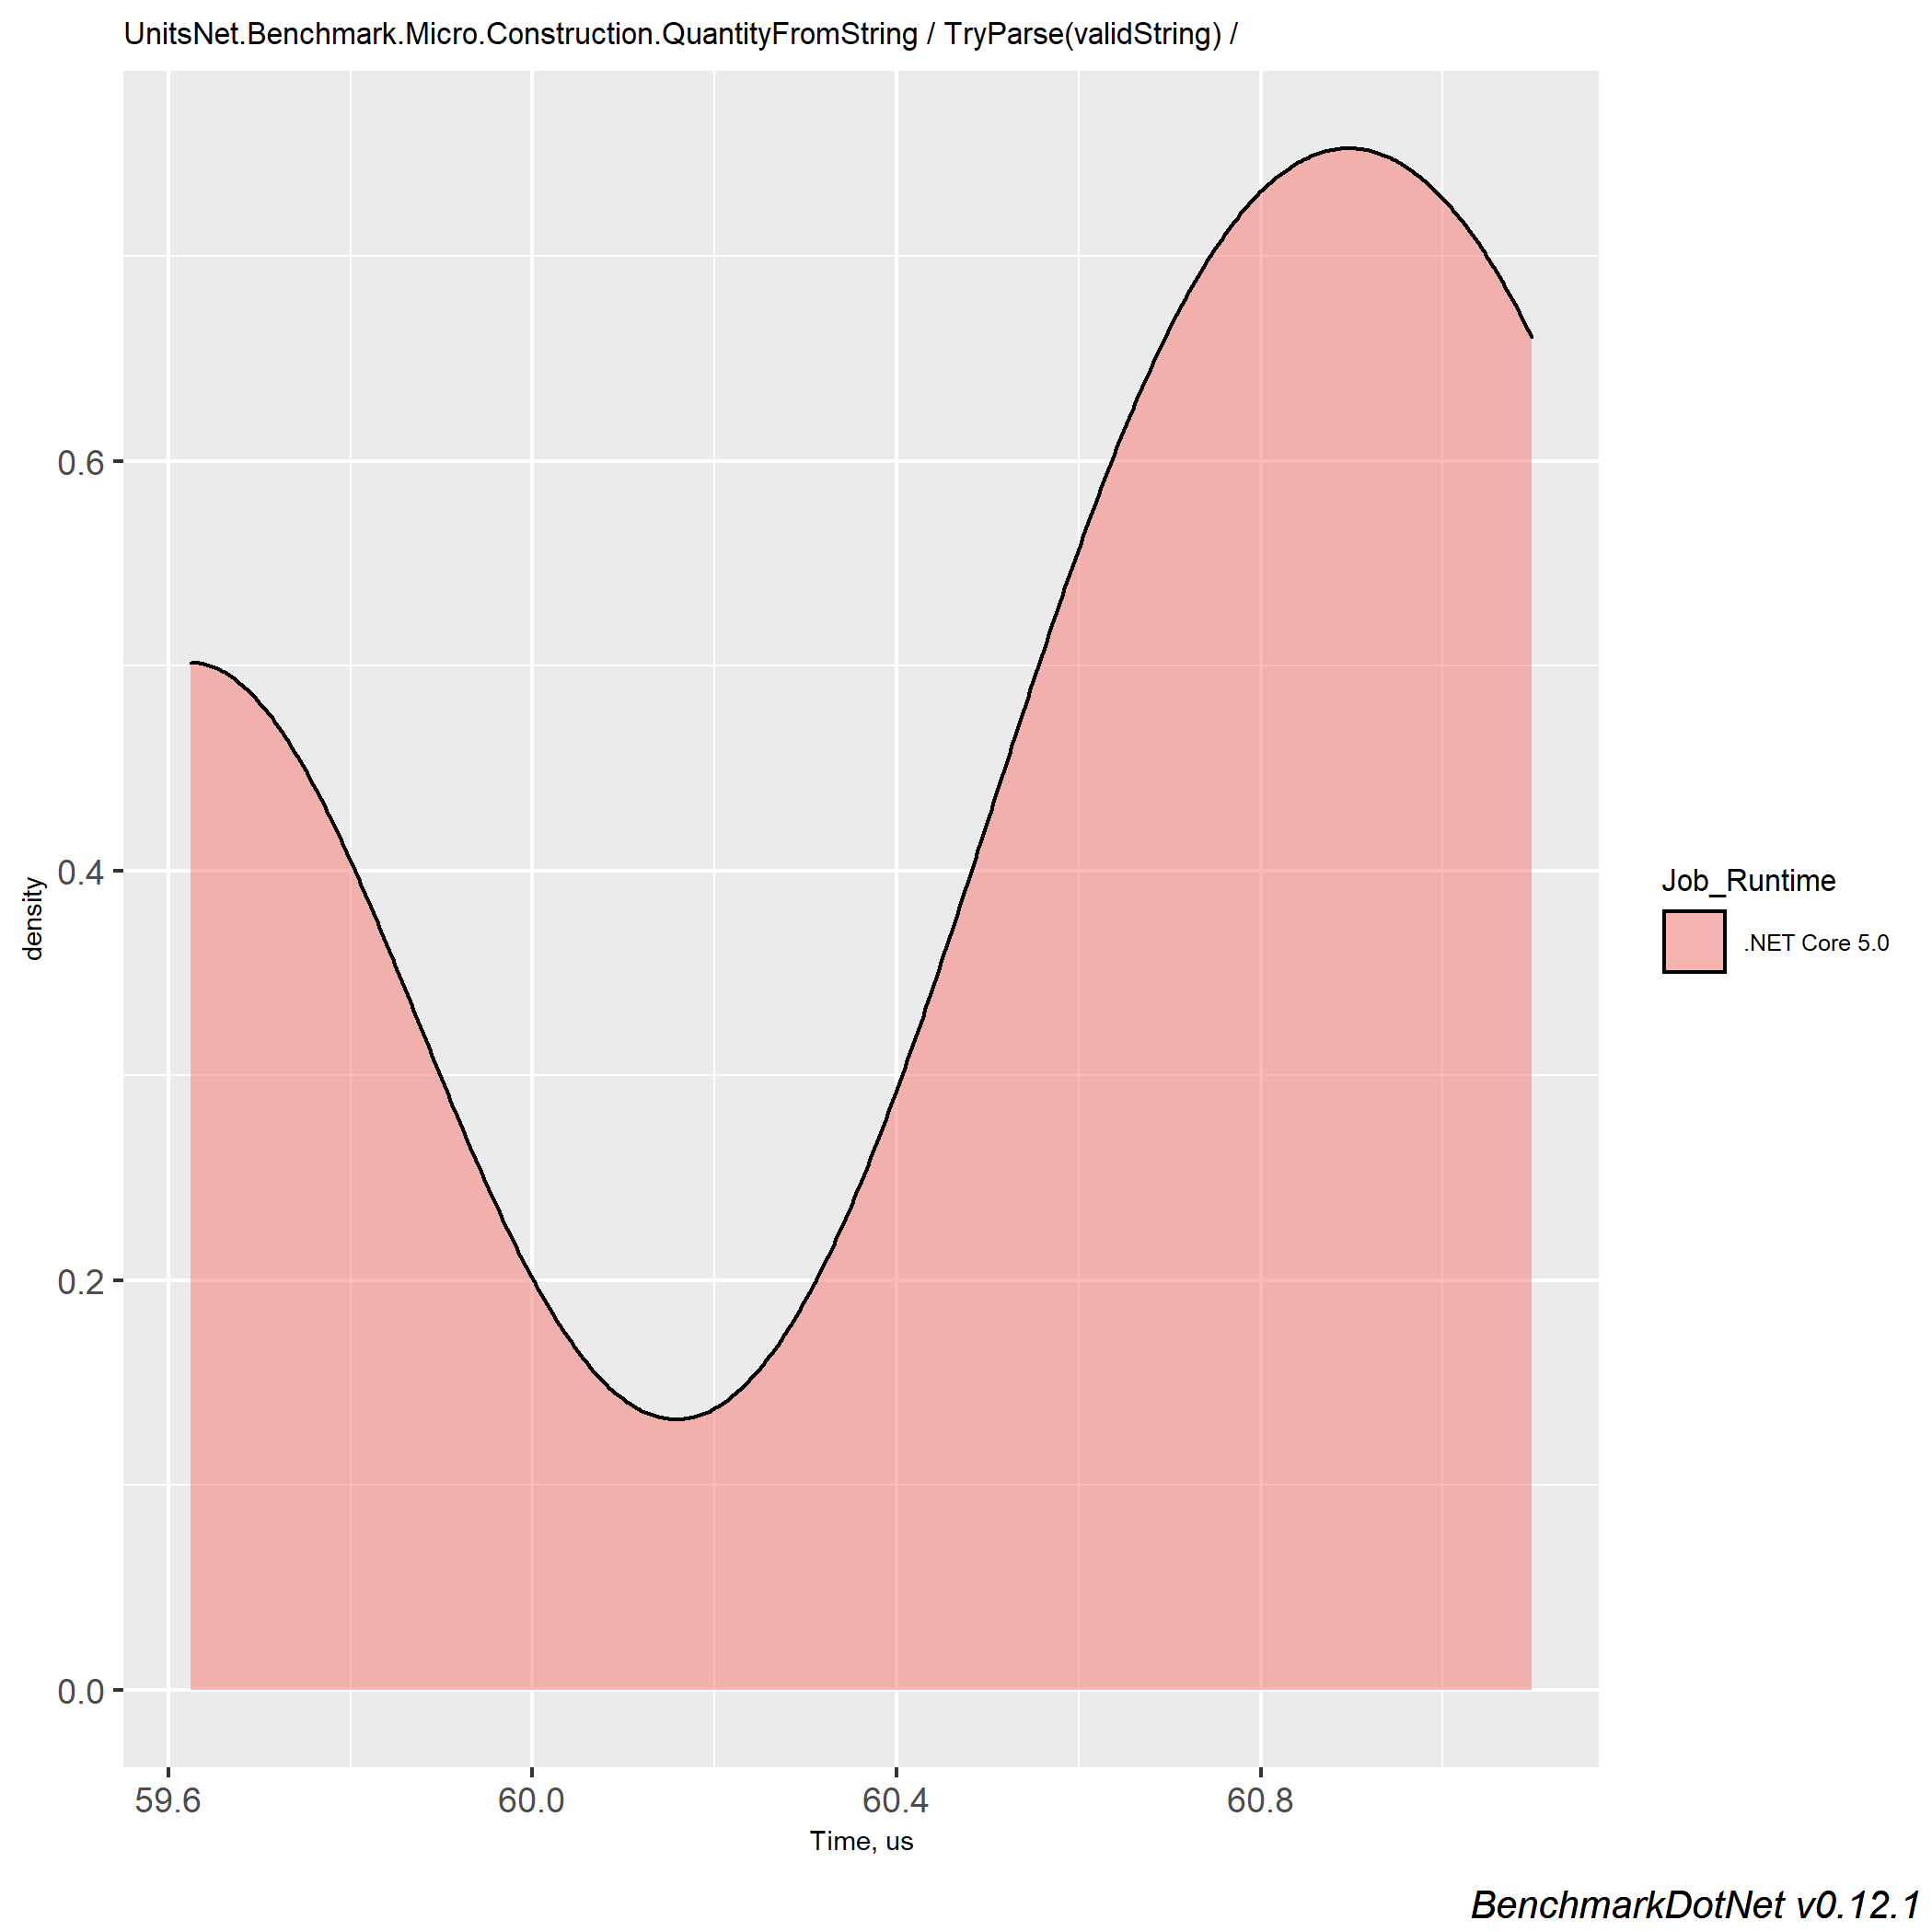 UnitsNet.Benchmark.Micro.Construction.QuantityFromString / TryParse(validString) /
density
0.6
0.4
0.2
0.0
59.6 60.0 60.4 60.8
Time, us
Job_Runtime
.NET Core 5.0
BenchmarkDotNet v0.12.1